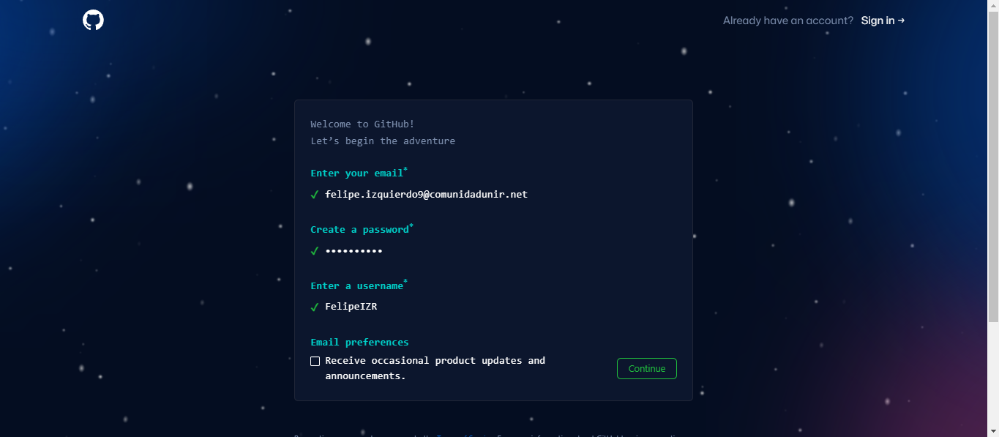 Already have an account? Sign in →
Welcome to GitHub!
Let’s begin the adventure
Enter your email*
✓ felipe.izquierdo9@comunidadunir.net
Create a password*
✓ ••••••••••
Enter a username*
✓ FelipeIZR
Email preferences
Receive occasional product updates and
announcements.
Continue